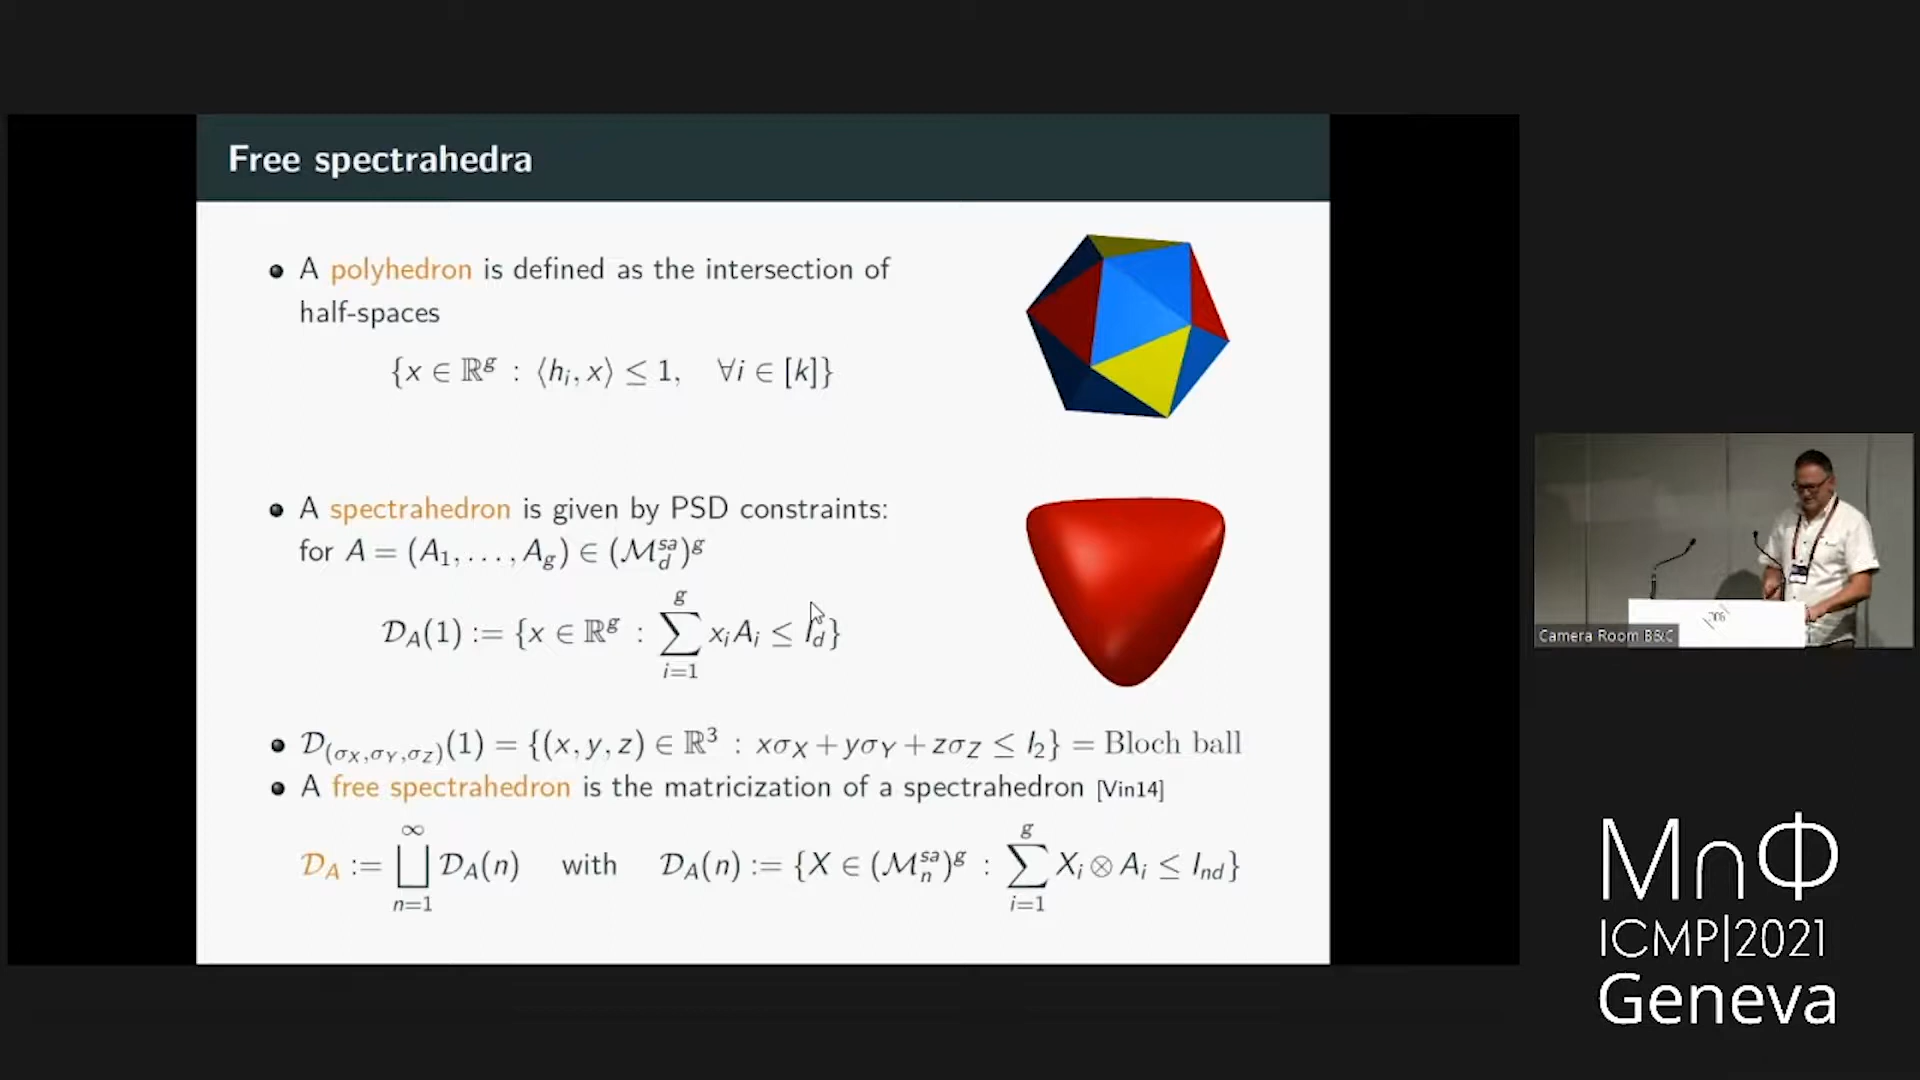 Free spectrahedra
• A polyhedron is defined as the intersection of
half-spaces
{x ∈ ℝ^g : ⟨h_i, x⟩ ≤ 1, ∀i ∈ [k]}
• A spectrahedron is given by PSD constraints:
for A = (A_1, . . . , A_g) ∈ (ℳ_d^{sa})^g
𝒟_A(1) := {x ∈ ℝ^g : ∑_{i=1}^{g} x_i A_i ≤ I_d}
• 𝒟_{(σ_X,σ_Y,σ_Z)}(1) = {(x, y, z) ∈ ℝ^3 : xσ_X + yσ_Y + zσ_Z ≤ I_2} = Bloch ball
• A free spectrahedron is the matricization of a spectrahedron [Vin14]
𝒟_A := ⨆_{n=1}^{∞} 𝒟_A(n) with 𝒟_A(n) := {X ∈ (ℳ_n^{sa})^g : ∑_{i=1}^{g} X_i ⊗ A_i ≤ I_{nd}}
Camera Room B&C
M∩Φ
ICMP|2021
Geneva